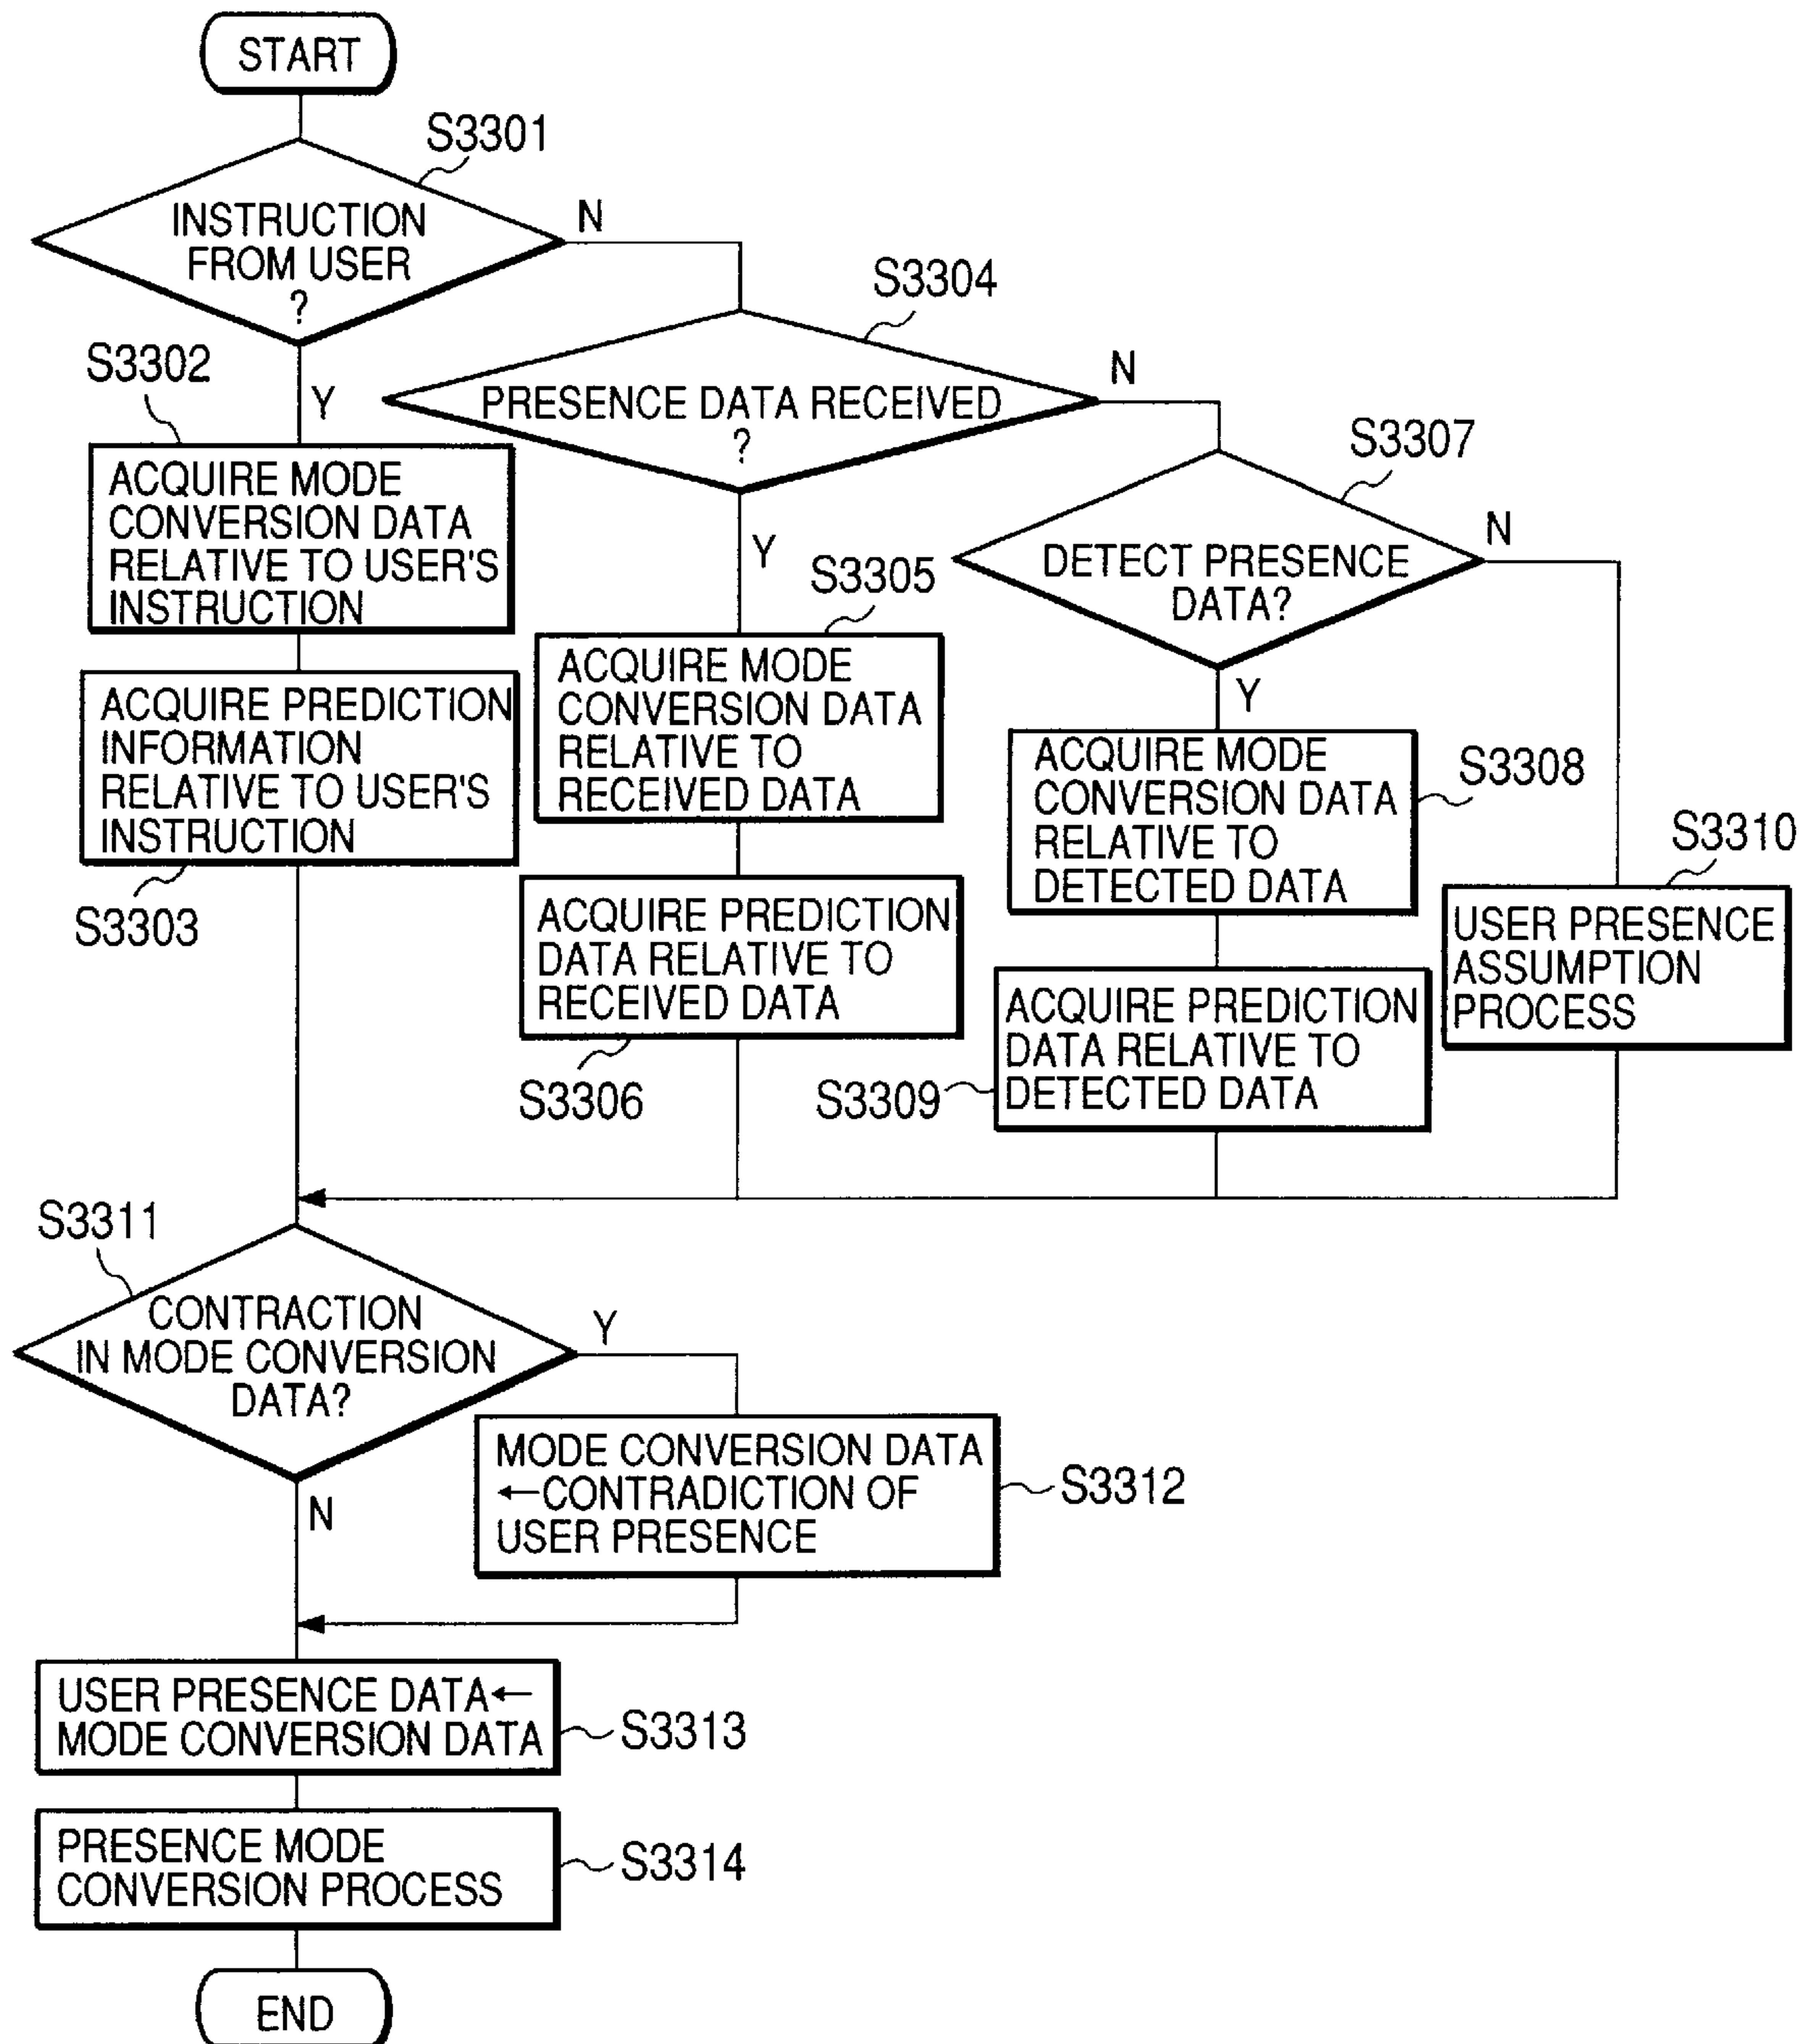 START
S3301
INSTRUCTION
FROM USER
?
N
Y
S3304
PRESENCE DATA RECEIVED
?
N
Y
S3302
ACQUIRE MODE
CONVERSION DATA
RELATIVE TO USER'S
INSTRUCTION
ACQUIRE PREDICTION
INFORMATION
RELATIVE TO USER'S
INSTRUCTION
S3303
S3305
ACQUIRE MODE
CONVERSION DATA
RELATIVE TO
RECEIVED DATA
ACQUIRE PREDICTION
DATA RELATIVE TO
RECEIVED DATA
S3306
S3307
DETECT PRESENCE
DATA?
N
Y
ACQUIRE MODE
CONVERSION DATA
RELATIVE TO
DETECTED DATA
S3308
ACQUIRE PREDICTION
DATA RELATIVE TO
DETECTED DATA
S3309
S3310
USER PRESENCE
ASSUMPTION
PROCESS
S3311
CONTRACTION
IN MODE CONVERSION
DATA?
Y
N
MODE CONVERSION DATA
←CONTRADICTION OF
USER PRESENCE
S3312
USER PRESENCE DATA←
MODE CONVERSION DATA
S3313
PRESENCE MODE
CONVERSION PROCESS
S3314
END